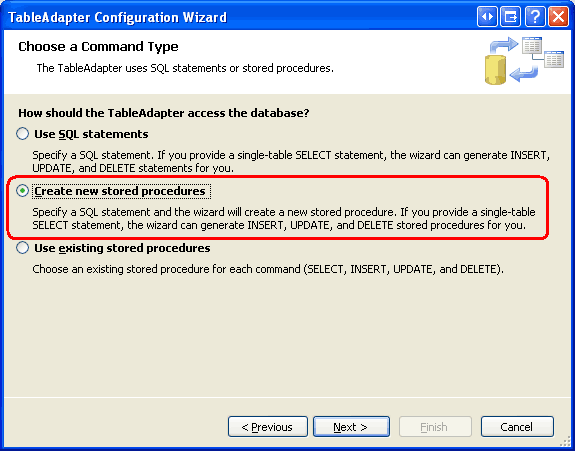 TableAdapter Configuration Wizard
Choose a Command Type
The TableAdapter uses SQL statements or stored procedures.
How should the TableAdapter access the database?
Use SQL statements
Specify a SQL statement. If you provide a single-table SELECT statement, the wizard can generate INSERT,
UPDATE, and DELETE statements for you.
Create new stored procedures
Specify a SQL statement and the wizard will create a new stored procedure. If you provide a single-table
SELECT statement, the wizard can generate INSERT, UPDATE, and DELETE stored procedures for you.
Use existing stored procedures
Choose an existing stored procedure for each command (SELECT, INSERT, UPDATE, and DELETE).
< Previous
Next >
Finish
Cancel